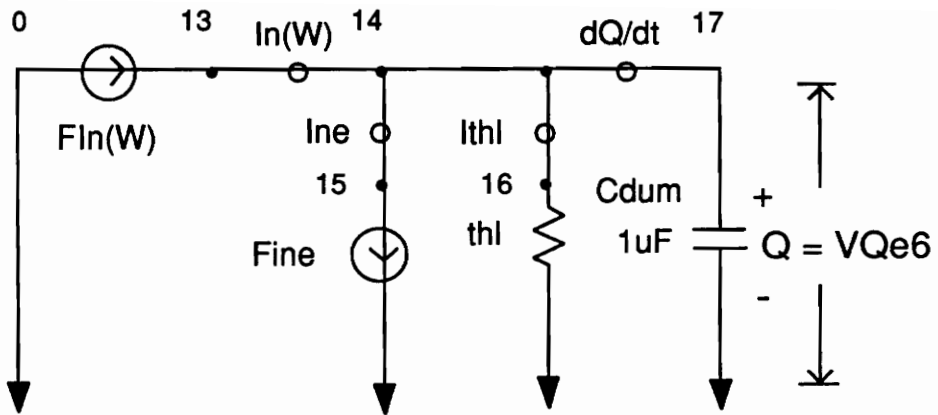 0
13
14
17
In(W)
dQ/dt
FIn(W)
Ine
Ithl
15
16
Cdum
+
Fine
thl
1uF
Q = VQe6
-